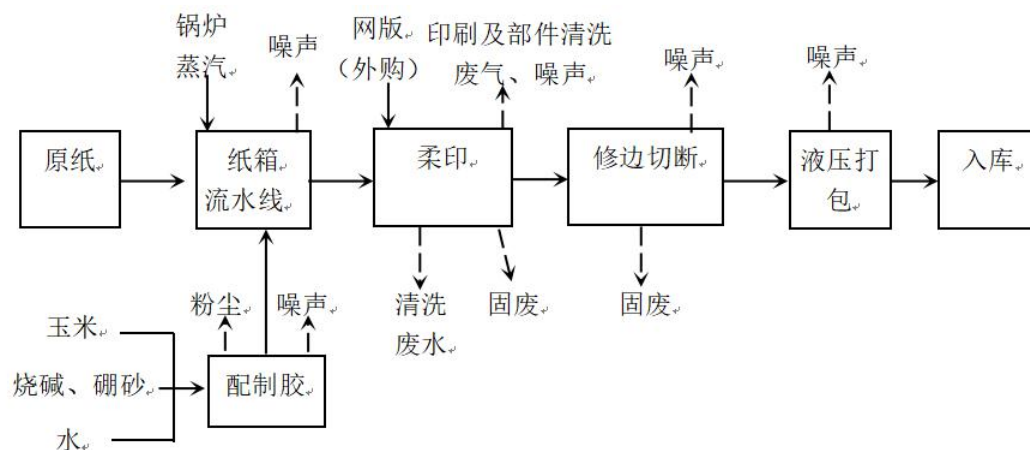 锅炉
蒸汽
噪声
网版
（外购）
印刷及部件清洗
废气、噪声
噪声
噪声
原纸
纸箱
流水线
柔印
修边切断
液压打
包
入库
粉尘
噪声
清洗
废水
固废
固废
玉米
烧碱、硼砂
水
配制胶